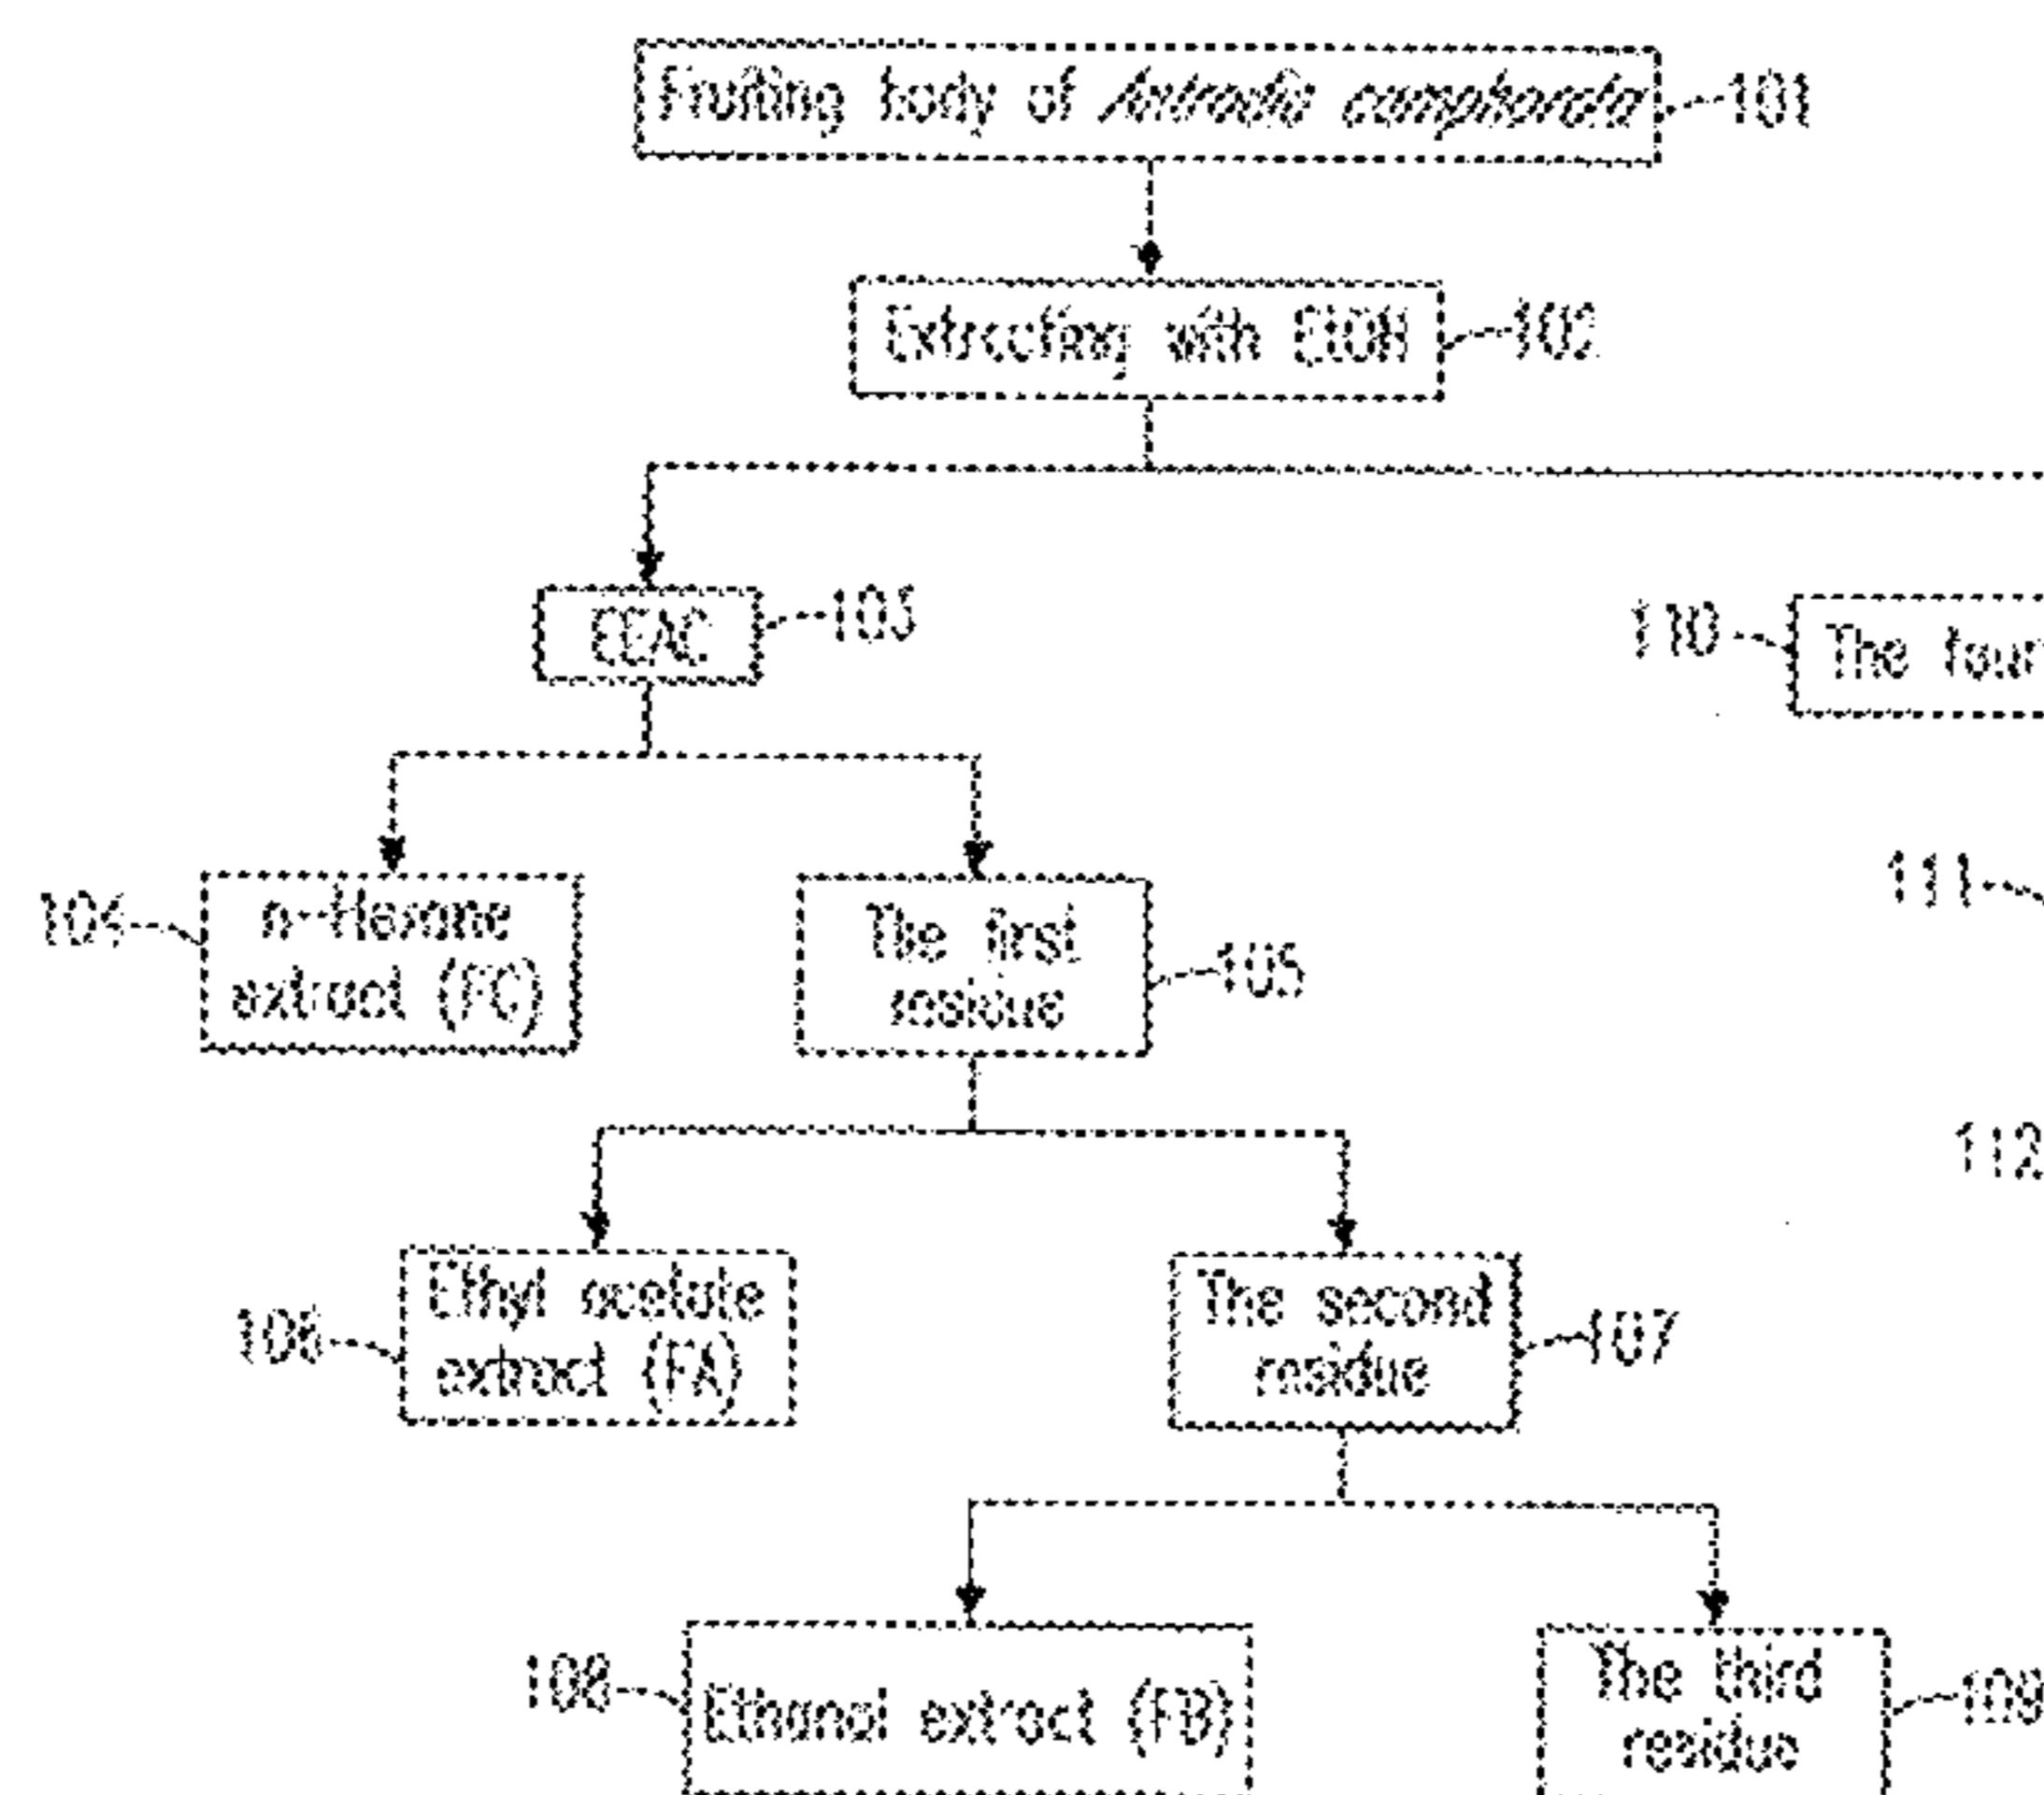 Fruiting body of Antrodia camphorata 101
Extracting with EtOH 102
EEAC 103
110 The four
104 n-Hexane
extract (FC)
The first
residue 105
111
112
106 Ethyl acetate
extract (FA)
The second
residue 107
108 Ethanol extract (FB)
The third
residue 109